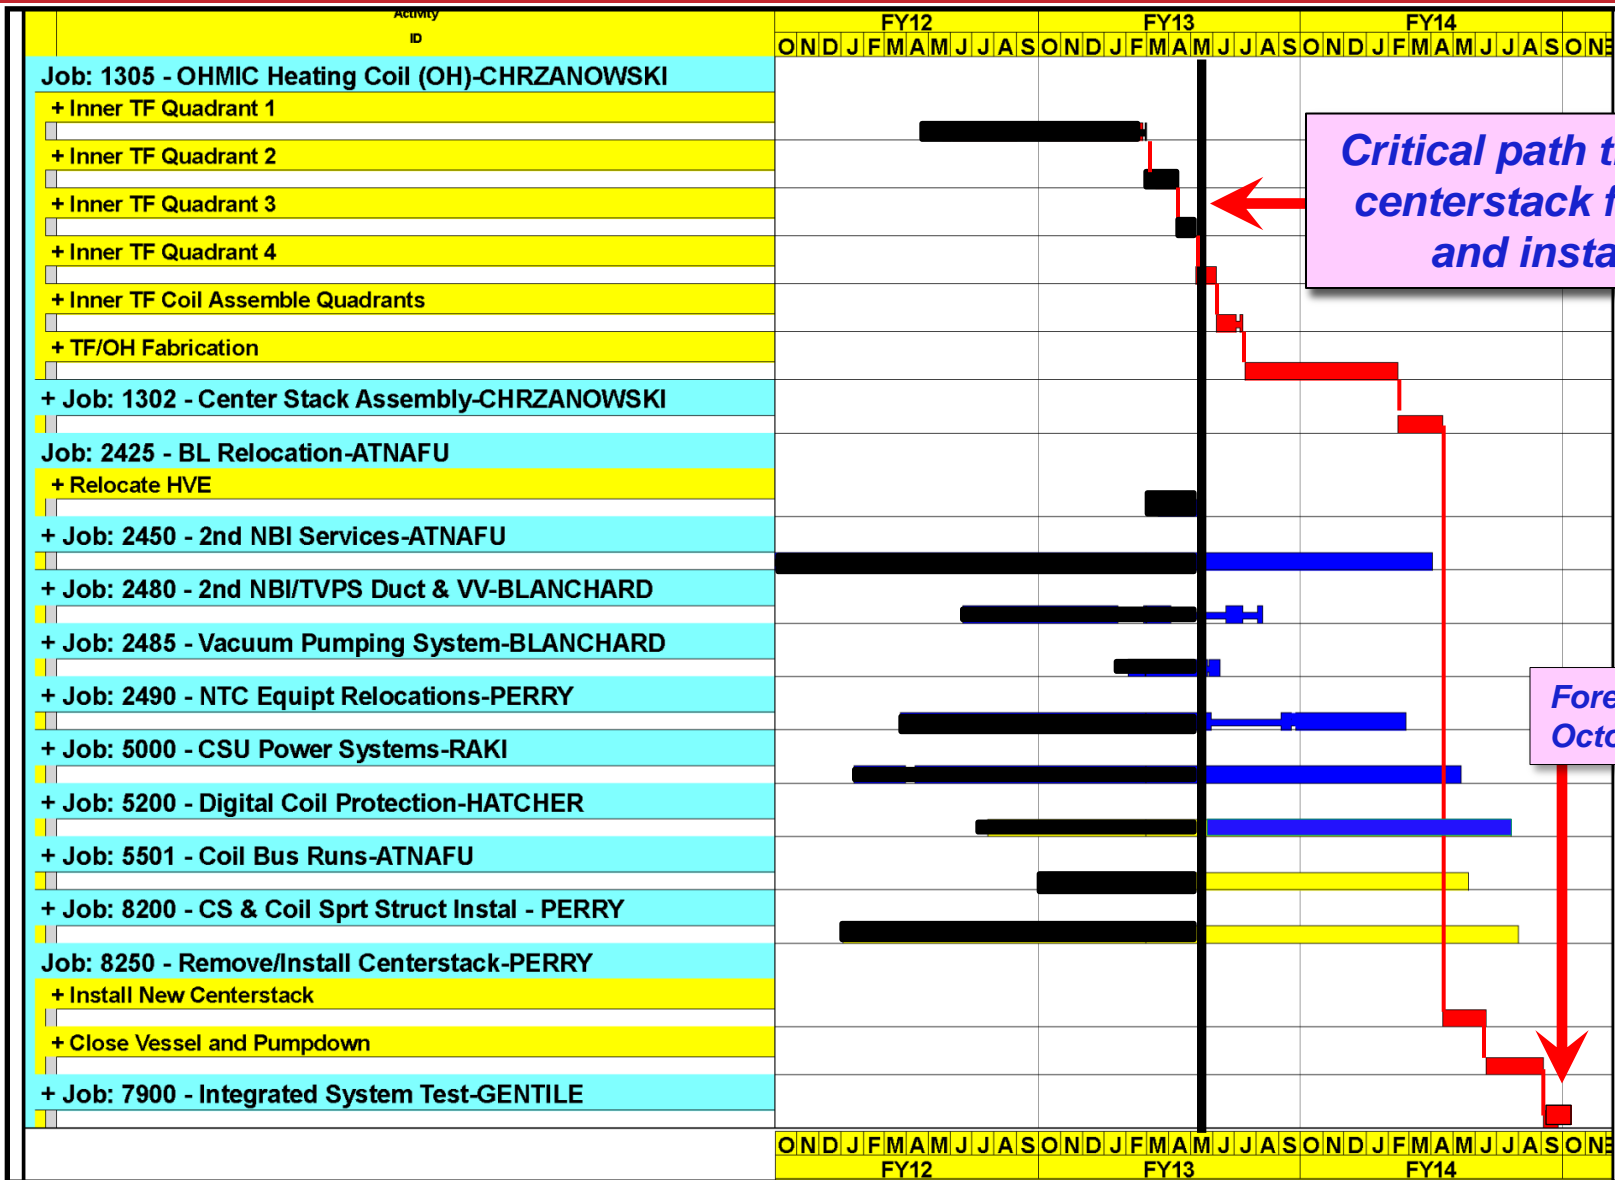 Activity
ID
FY12 FY13 FY14
O N D J F M A M J J A S O N D J F M A M J J A S O N D J F M A M J J A S O N
Job: 1305 - OHMIC Heating Coil (OH)-CHRZANOWSKI
+ Inner TF Quadrant 1
+ Inner TF Quadrant 2
+ Inner TF Quadrant 3
+ Inner TF Quadrant 4
+ Inner TF Coil Assemble Quadrants
+ TF/OH Fabrication
+ Job: 1302 - Center Stack Assembly-CHRZANOWSKI
Job: 2425 - BL Relocation-ATNAFU
+ Relocate HVE
+ Job: 2450 - 2nd NBI Services-ATNAFU
+ Job: 2480 - 2nd NBI/TVPS Duct & VV-BLANCHARD
+ Job: 2485 - Vacuum Pumping System-BLANCHARD
+ Job: 2490 - NTC Equipt Relocations-PERRY
+ Job: 5000 - CSU Power Systems-RAKI
+ Job: 5200 - Digital Coil Protection-HATCHER
+ Job: 5501 - Coil Bus Runs-ATNAFU
+ Job: 8200 - CS & Coil Sprt Struct Instal - PERRY
Job: 8250 - Remove/Install Centerstack-PERRY
+ Install New Centerstack
+ Close Vessel and Pumpdown
+ Job: 7900 - Integrated System Test-GENTILE
Critical path
centerstack
and
O N D J F M A M J J A S O N D J F M A M J J A S O N D J F M A M J J A S O N
FY12 FY13 FY14